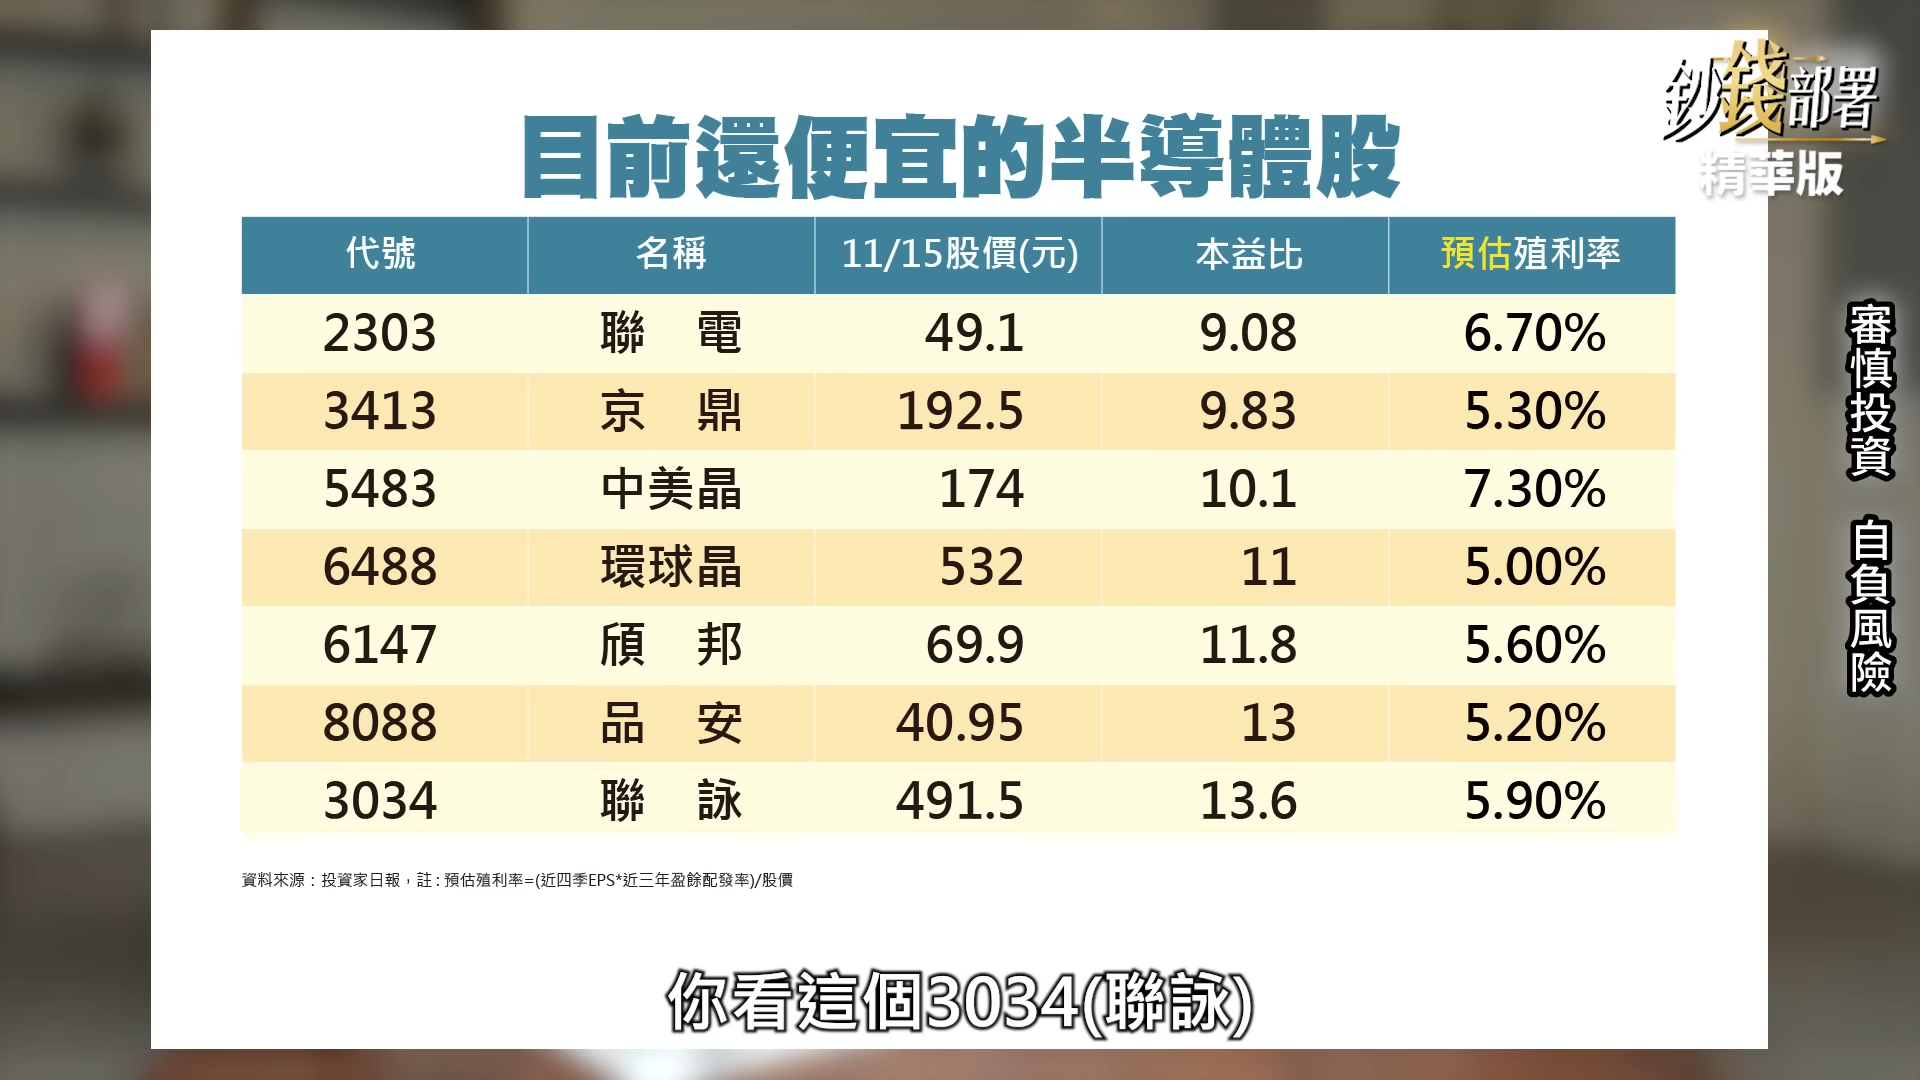 鈔錢部署
精華版
目前還便宜的半導體股
代號 名稱 11/15股價(元) 本益比 預估殖利率
2303 聯電 49.1 9.08 6.70%
3413 京鼎 192.5 9.83 5.30%
5483 中美晶 174 10.1 7.30%
6488 環球晶 532 11 5.00%
6147 頎邦 69.9 11.8 5.60%
8088 品安 40.95 13 5.20%
3034 聯詠 491.5 13.6 5.90%
資料來源：投資家日報，註：預估殖利率=(近四季EPS*近三年盈餘配發率)/股價
審慎投資 自負風險
你看這個3034(聯詠)